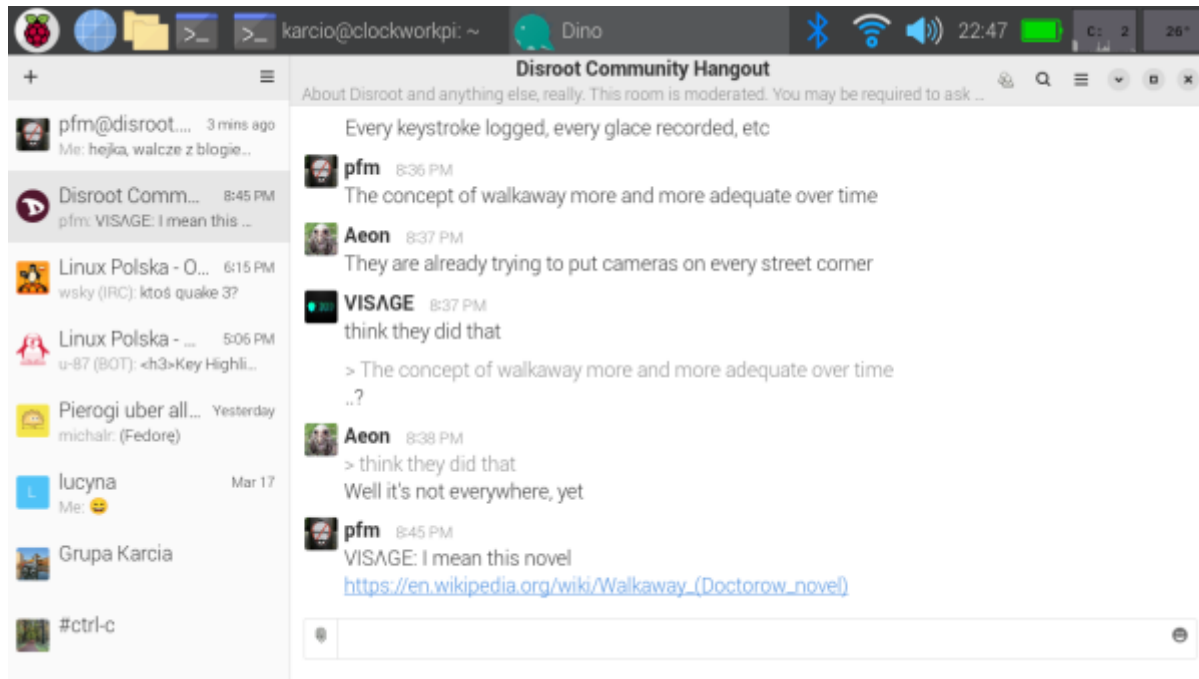 karcio@clockworkpi: ~
Dino
22:47
C: 2
26°
Disroot Community Hangout
About Disroot and anything else, really. This room is moderated. You may be required to ask ...
pfm@disroot.... 3 mins ago
Me: hejka, walcze z blogie...
Disroot Comm... 8:45 PM
pfm: VISΛGE: I mean this ...
Linux Polska - O... 6:15 PM
wsky (IRC): ktoś quake 3?
Linux Polska - ... 5:06 PM
u-87 (BOT): <h3>Key Highli...
Pierogi uber all... Yesterday
michalr: (Fedorę)
L
lucyna Mar 17
Me: 😄
Grupa Karcia
#ctrl-c
Every keystroke logged, every glace recorded, etc
pfm 8:36 PM
The concept of walkaway more and more adequate over time
Aeon 8:37 PM
They are already trying to put cameras on every street corner
VISΛGE 8:37 PM
think they did that
> The concept of walkaway more and more adequate over time
..?
Aeon 8:38 PM
> think they did that
Well it's not everywhere, yet
pfm 8:45 PM
VISΛGE: I mean this novel
https://en.wikipedia.org/wiki/Walkaway_(Doctorow_novel)